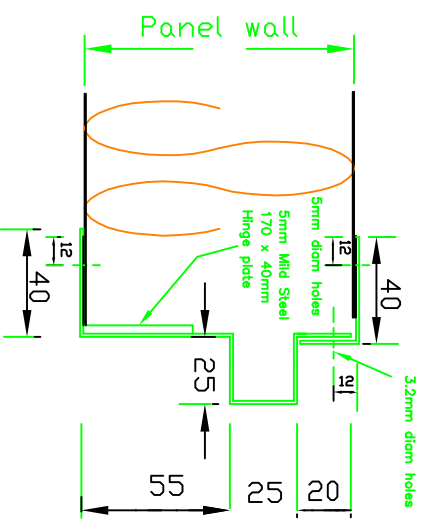 Panel wall
5mm diam holes
5mm Mild Steel
170 x 40mm
Hinge plate
12
12
40
40
12
3.2mm diam holes
25
55
25
20